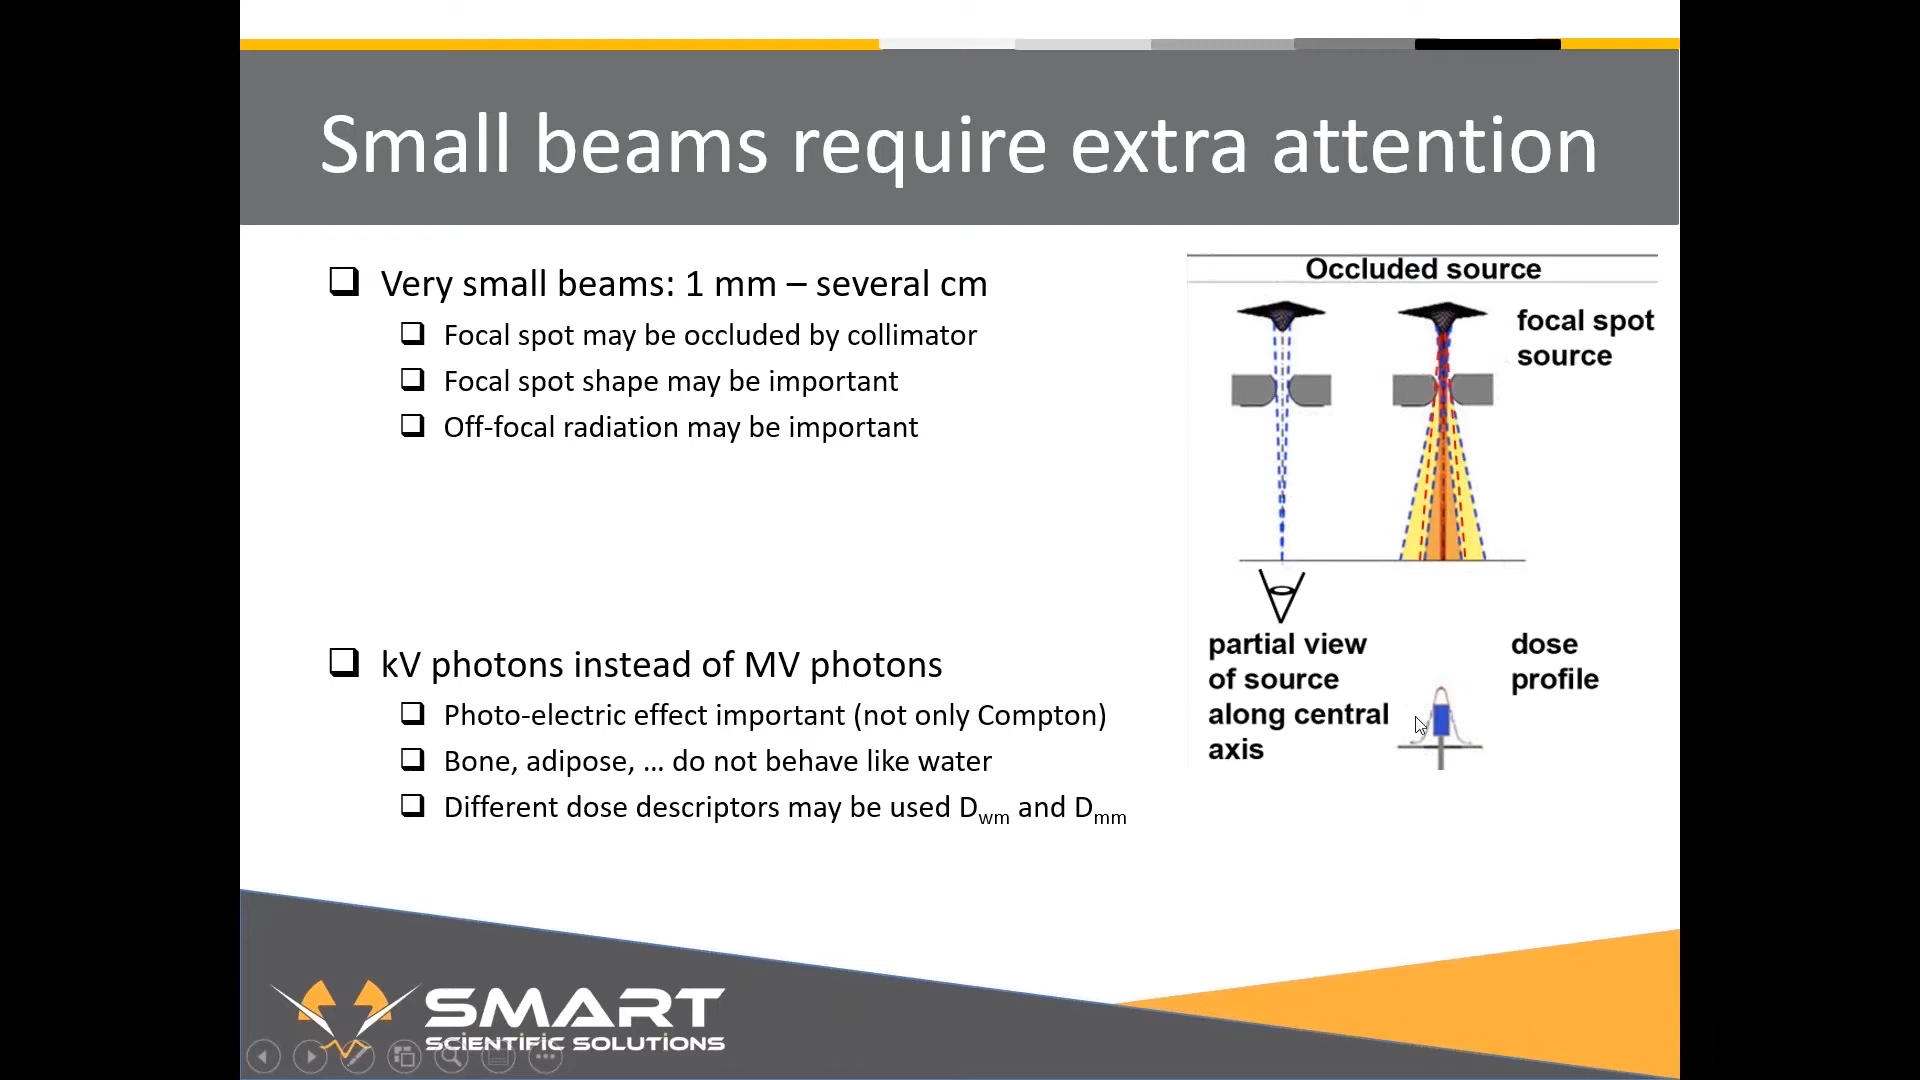 Small beams require extra attention
Very small beams: 1 mm – several cm
Focal spot may be occluded by collimator
Focal spot shape may be important
Off-focal radiation may be important
kV photons instead of MV photons
Photo-electric effect important (not only Compton)
Bone, adipose, ... do not behave like water
Different dose descriptors may be used Dwm and Dmm
Occluded source
focal spot
source
partial view
of source
along central
axis
dose
profile
SMART
SCIENTIFIC SOLUTIONS